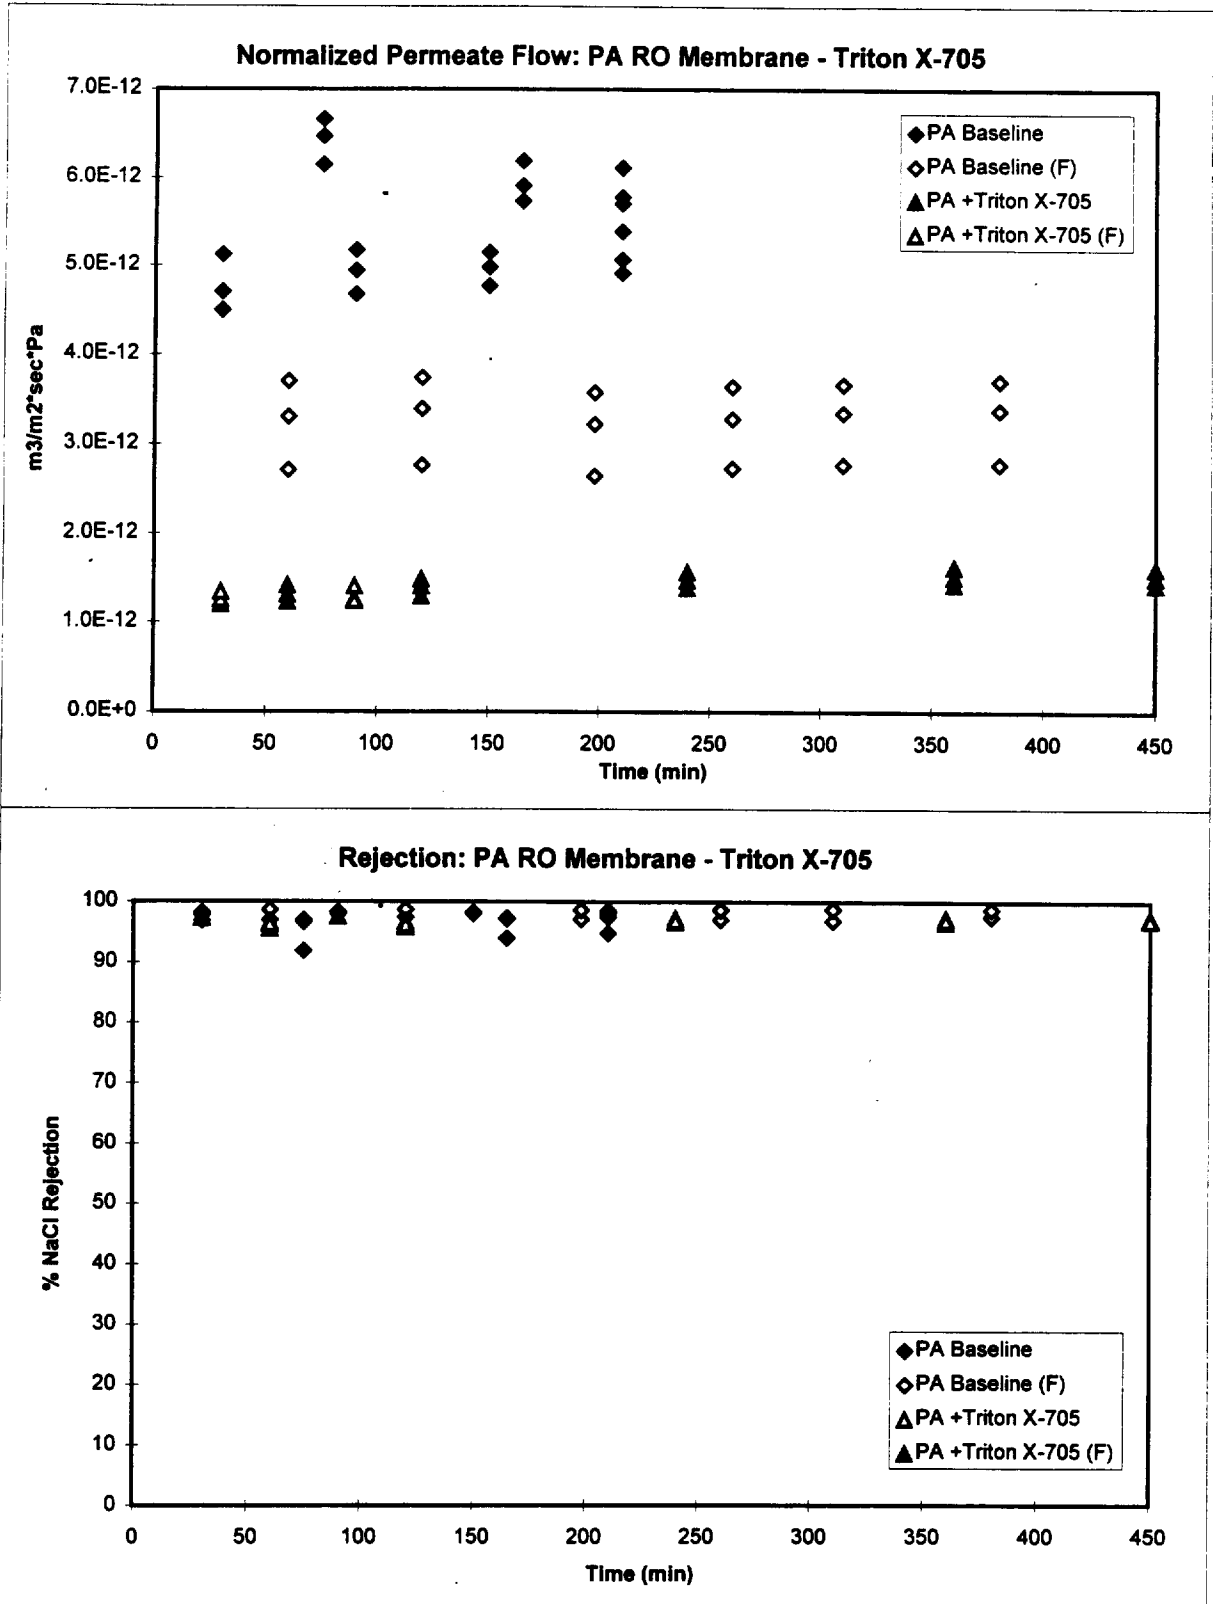 Normalized Permeate Flow: PA RO Membrane - Triton X-705
7.0E-12
6.0E-12
5.0E-12
4.0E-12
3.0E-12
2.0E-12
1.0E-12
0.0E+0
m3/m2*sec*Pa
PA Baseline
PA Baseline (F)
PA +Triton X-705
PA +Triton X-705 (F)
0 50 100 150 200 250 300 350 400 450
Time (min)
Rejection: PA RO Membrane - Triton X-705
100
90
80
70
60
50
40
30
20
10
0
% NaCl Rejection
PA Baseline
PA Baseline (F)
PA +Triton X-705
PA +Triton X-705 (F)
0 50 100 150 200 250 300 350 400 450
Time (min)